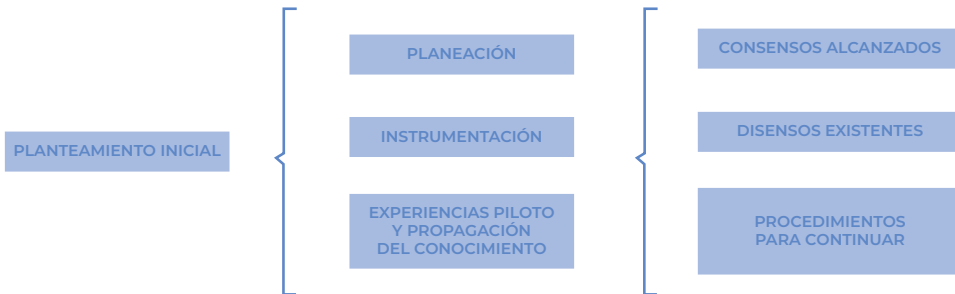 PLANTEAMIENTO INICIAL
PLANEACIÓN
INSTRUMENTACIÓN
EXPERIENCIAS PILOTO
Y PROPAGACIÓN
DEL CONOCIMIENTO
CONSENSOS ALCANZADOS
DISENSOS EXISTENTES
PROCEDIMIENTOS
PARA CONTINUAR